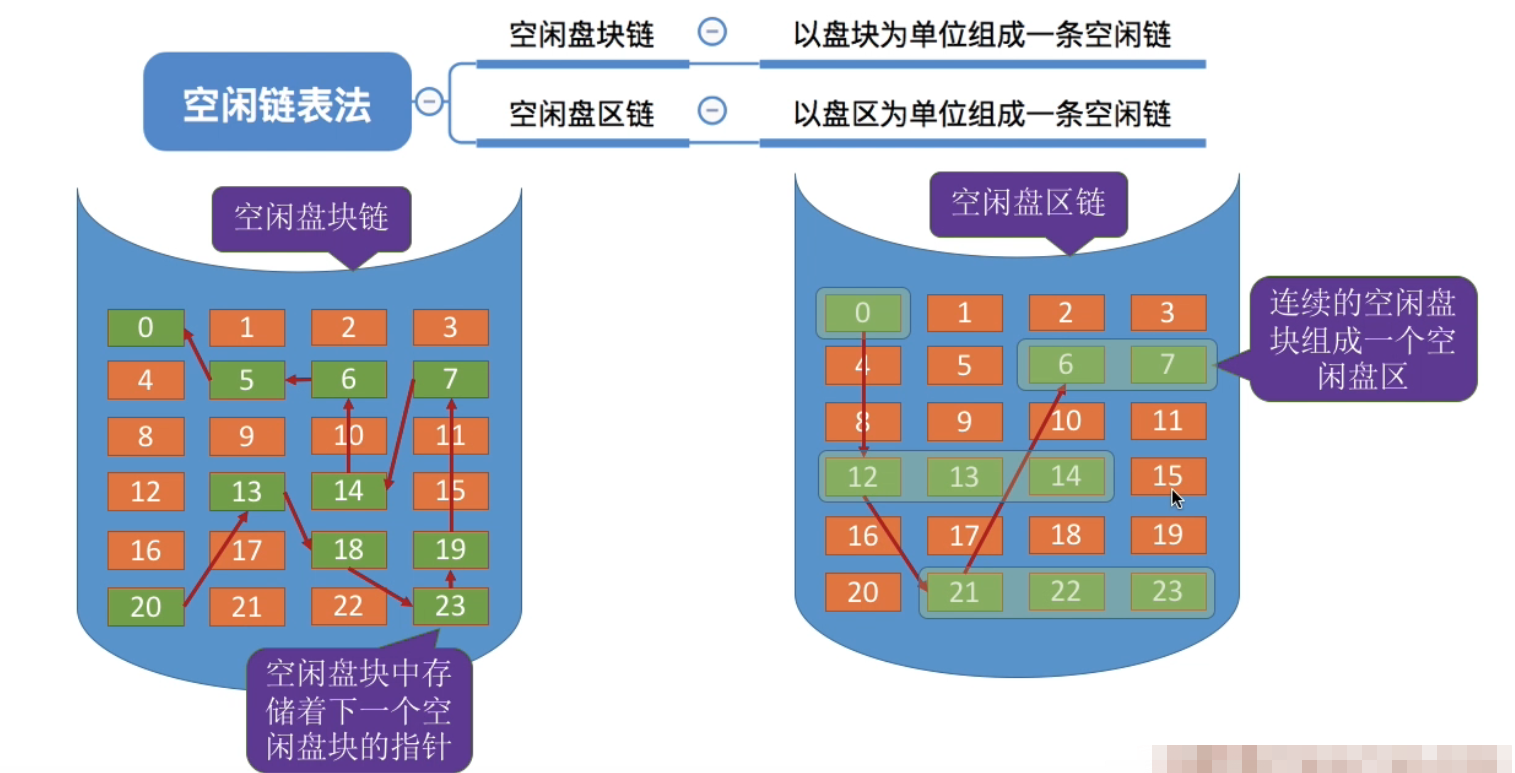 空闲盘块链
以盘块为单位组成一条空闲链
空闲链表法
空闲盘区链
以盘区为单位组成一条空闲链
空闲盘块链
0 1 2 3
4 5 6 7
8 9 10 11
12 13 14 15
16 17 18 19
20 21 22 23
空闲盘块中存
储着下一个空
闲盘块的指针
空闲盘区链
0 1 2 3
4 5 6 7
8 9 10 11
12 13 14 15
16 17 18 19
20 21 22 23
连续的空闲盘
块组成一个空
闲盘区